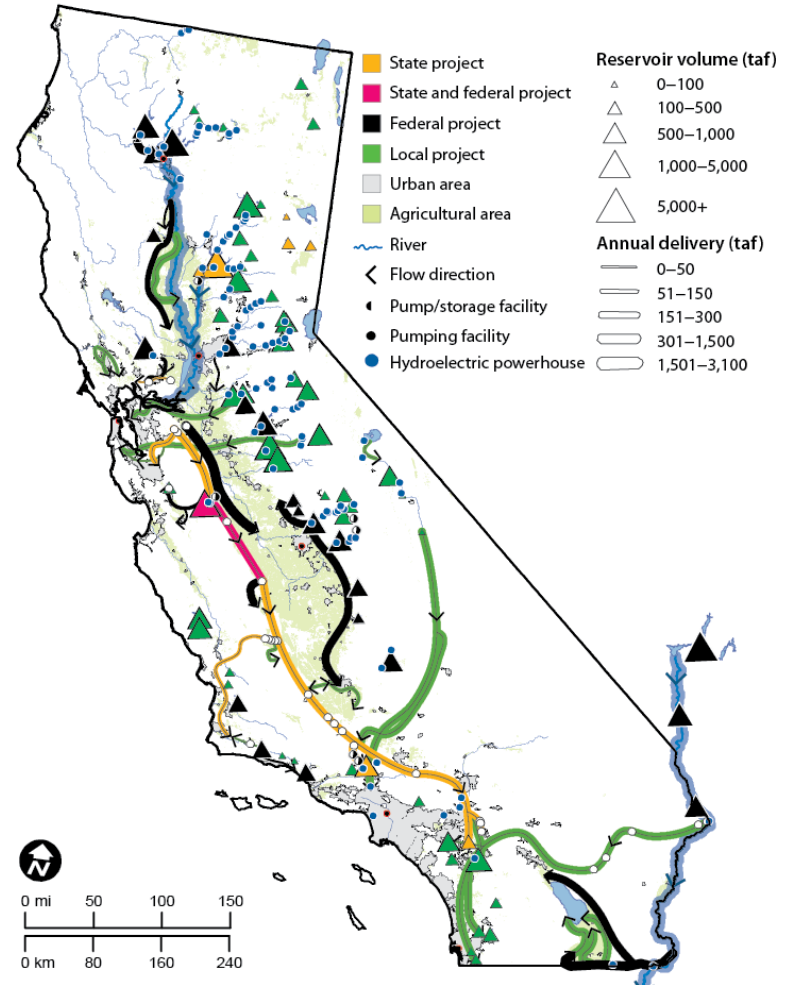 State project
State and federal project
Federal project
Local project
Urban area
Agricultural area
River
Flow direction
Pump/storage facility
Pumping facility
Hydroelectric powerhouse
Reservoir volume (taf)
0–100
100–500
500–1,000
1,000–5,000
5,000+
Annual delivery (taf)
0–50
51–150
151–300
301–1,500
1,501–3,100
N
0 mi 50 100 150
0 km 80 160 240